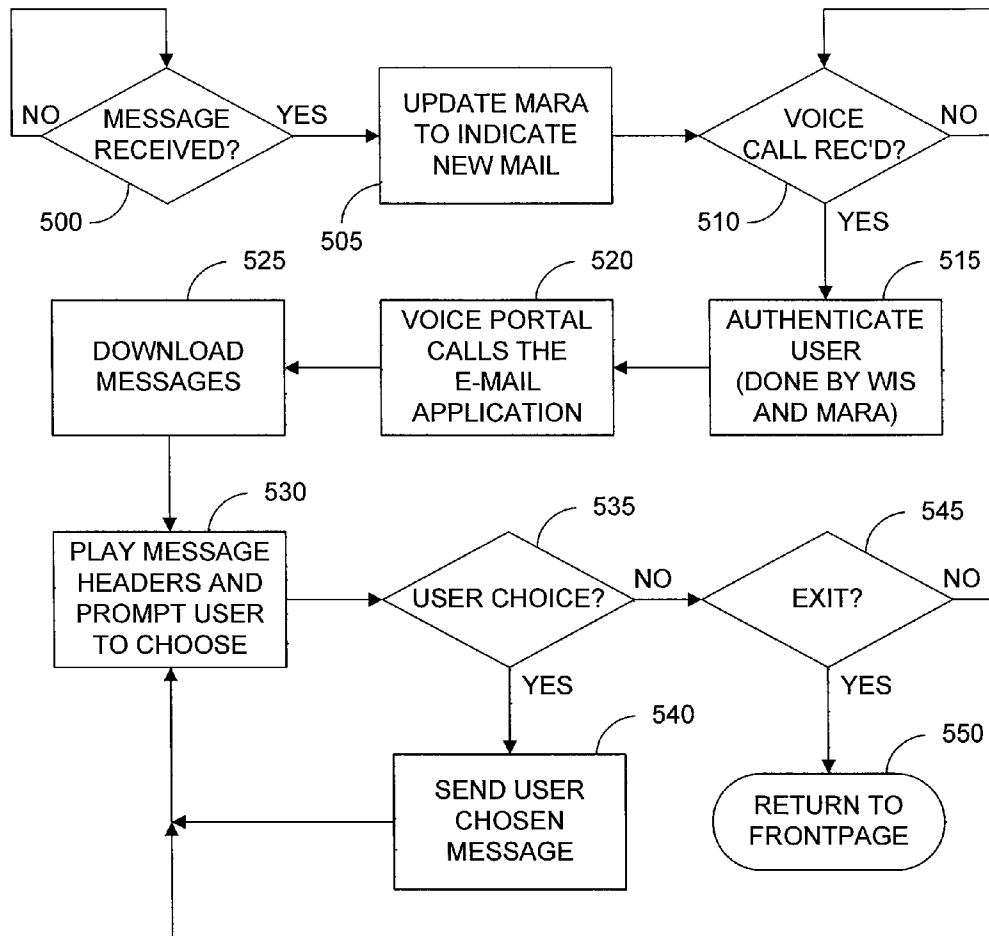 NO
MESSAGE
RECEIVED?
YES
500
UPDATE MARA
TO INDICATE
NEW MAIL
505
VOICE
CALL REC'D?
NO
510
YES
525
520
515
DOWNLOAD
MESSAGES
VOICE PORTAL
CALLS THE
E-MAIL
APPLICATION
AUTHENTICATE
USER
(DONE BY WIS
AND MARA)
530
535
545
PLAY MESSAGE
HEADERS AND
PROMPT USER
TO CHOOSE
USER CHOICE?
NO
EXIT?
NO
YES
YES
540
550
SEND USER
CHOSEN
MESSAGE
RETURN TO
FRONTPAGE